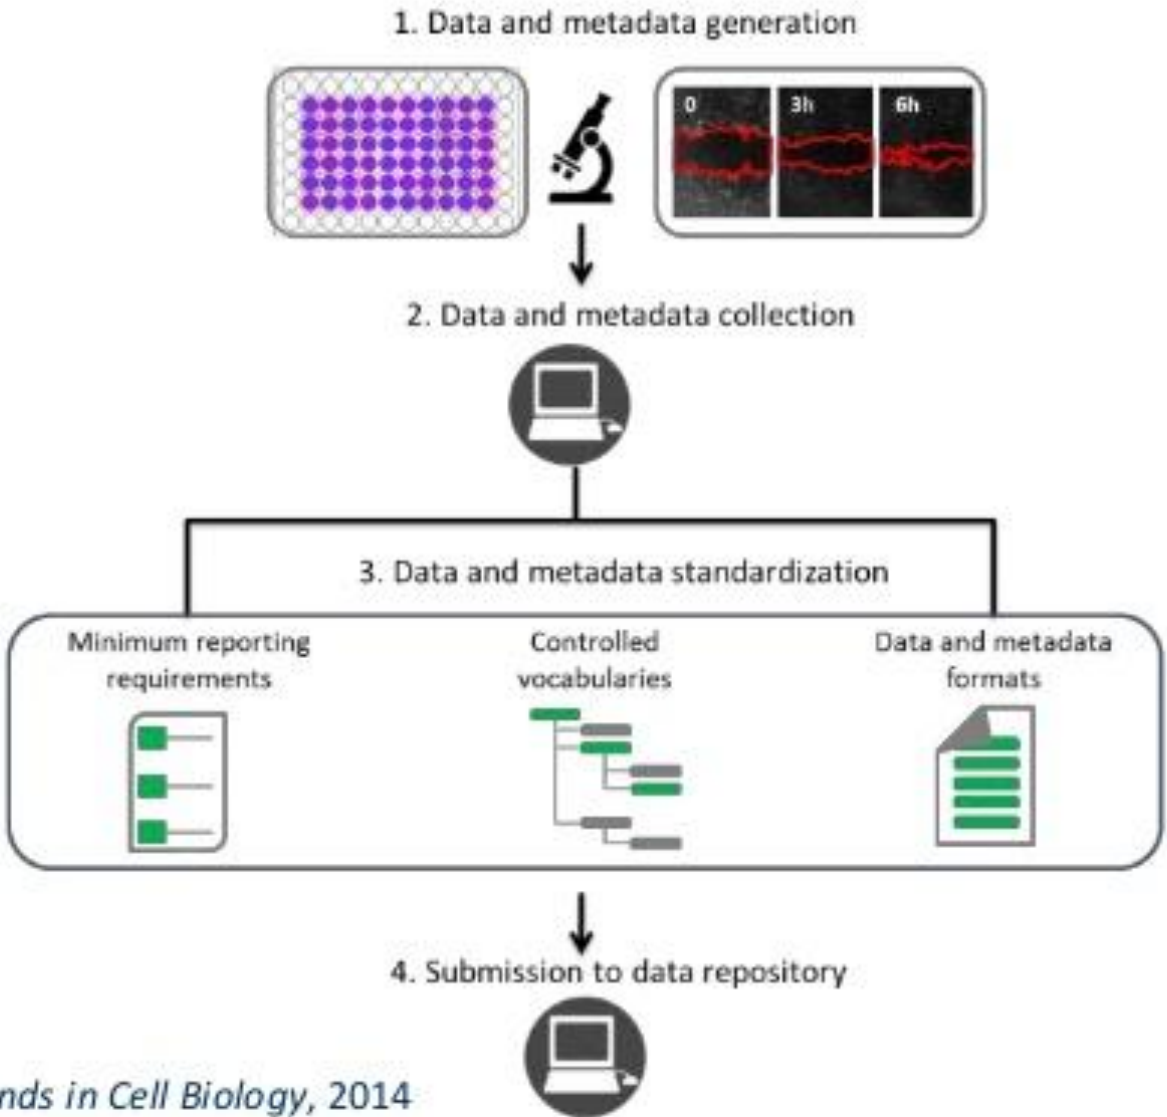 1. Data and metadata generation
0 3h 6h
2. Data and metadata collection
3. Data and metadata standardization
Minimum reporting
requirements
Controlled
vocabularies
Data and metadata
formats
4. Submission to data repository
nds in Cell Biology, 2014